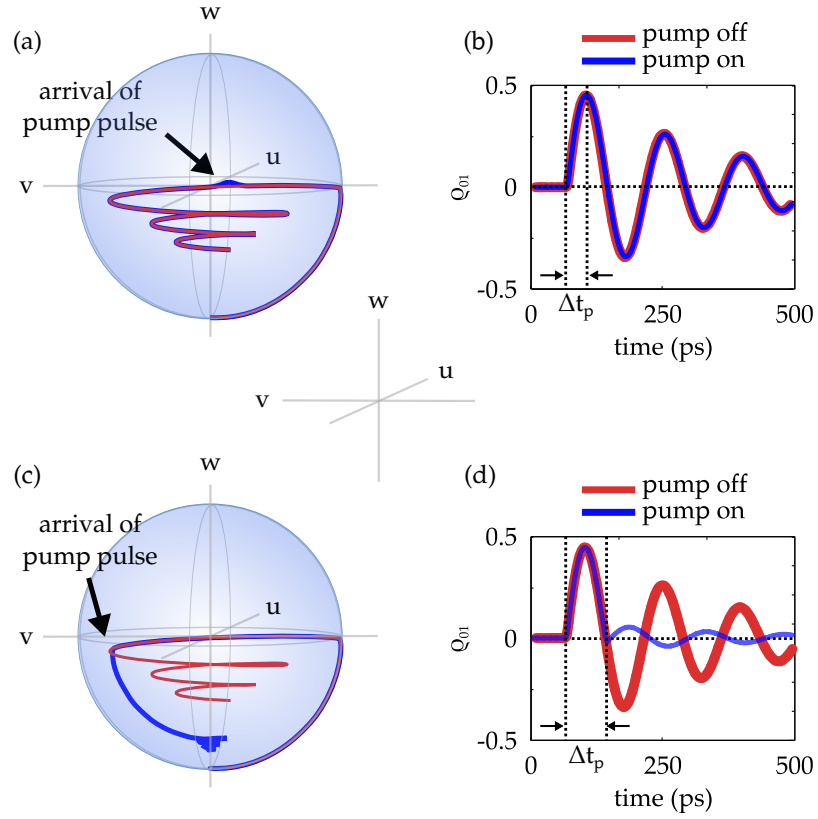 (a)
w
arrival of
pump pulse
u
v
(b)
pump off
pump on
0.5
0
-0.5
ϱ01
Δtp
0
250
500
time (ps)
w
u
v
(c)
w
arrival of
pump pulse
u
v
(d)
pump off
pump on
0.5
0
-0.5
ϱ01
Δtp
0
250
500
time (ps)